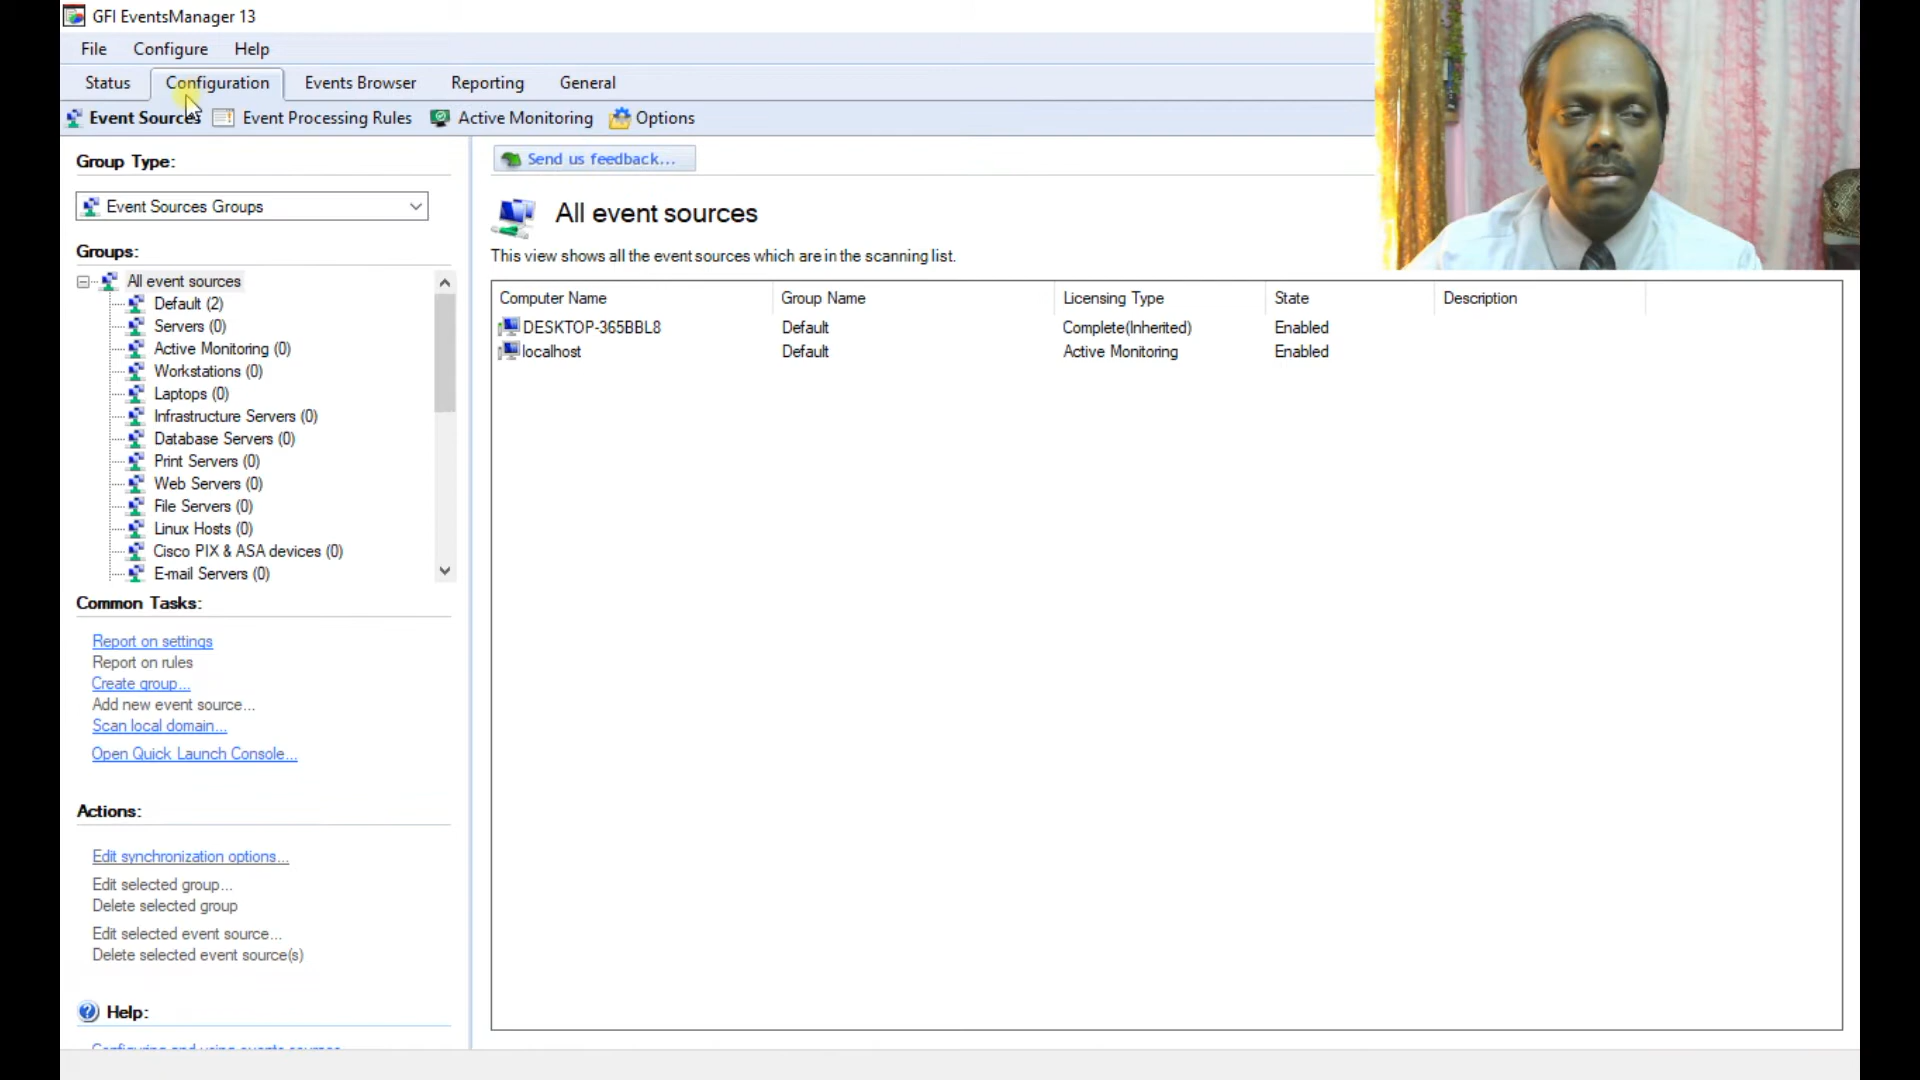 GFI EventsManager 13
File Configure Help
Status Configuration Events Browser Reporting General
Event Sources Event Processing Rules Active Monitoring Options
Group Type:
Event Sources Groups
Groups:
All event sources
Default (2)
Servers (0)
Active Monitoring (0)
Workstations (0)
Laptops (0)
Infrastructure Servers (0)
Database Servers (0)
Print Servers (0)
Web Servers (0)
File Servers (0)
Linux Hosts (0)
Cisco PIX & ASA devices (0)
E-mail Servers (0)
Common Tasks:
Report on settings
Report on rules
Create group...
Add new event source...
Scan local domain...
Open Quick Launch Console...
Actions:
Edit synchronization options...
Edit selected group...
Delete selected group
Edit selected event source...
Delete selected event source(s)
Help:
Configuring and using events sources
Send us feedback...
All event sources
This view shows all the event sources which are in the scanning list.
Computer Name Group Name Licensing Type State Description
DESKTOP-365BBL8 Default Complete(Inherited) Enabled
localhost Default Active Monitoring Enabled